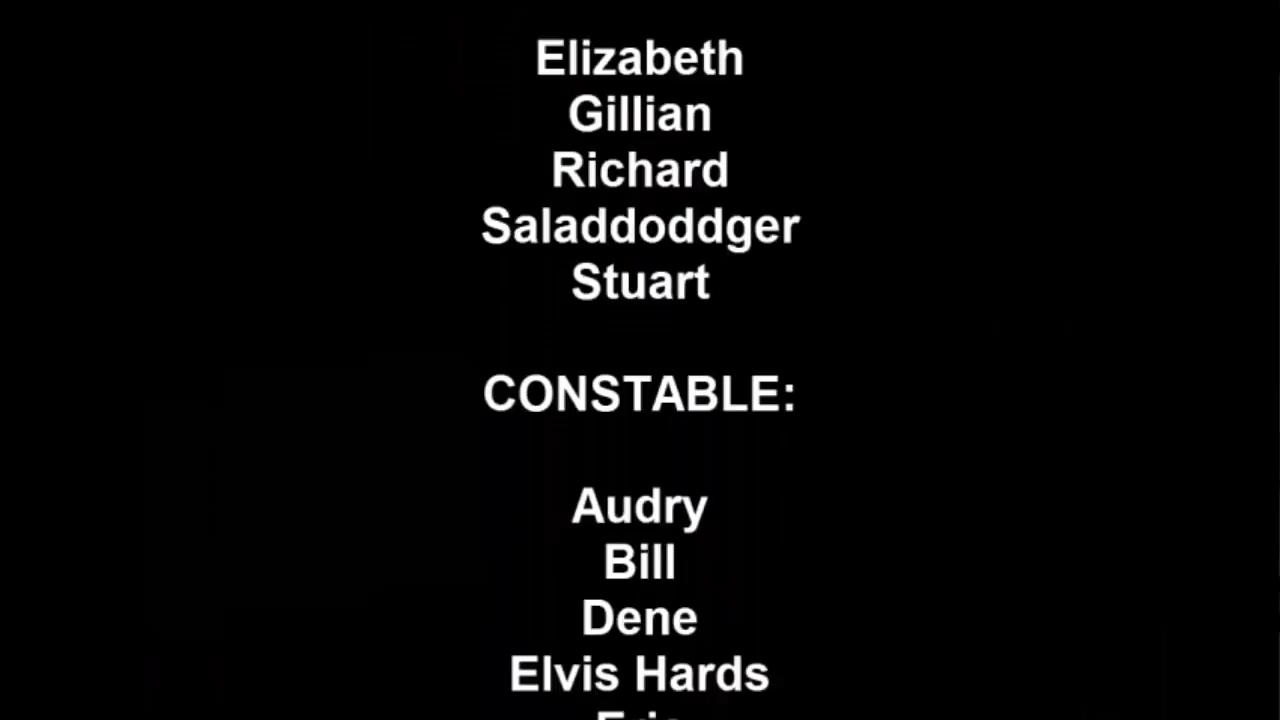 Elizabeth
Gillian
Richard
Saladdoddger
Stuart
CONSTABLE:
Audry
Bill
Dene
Elvis Hards